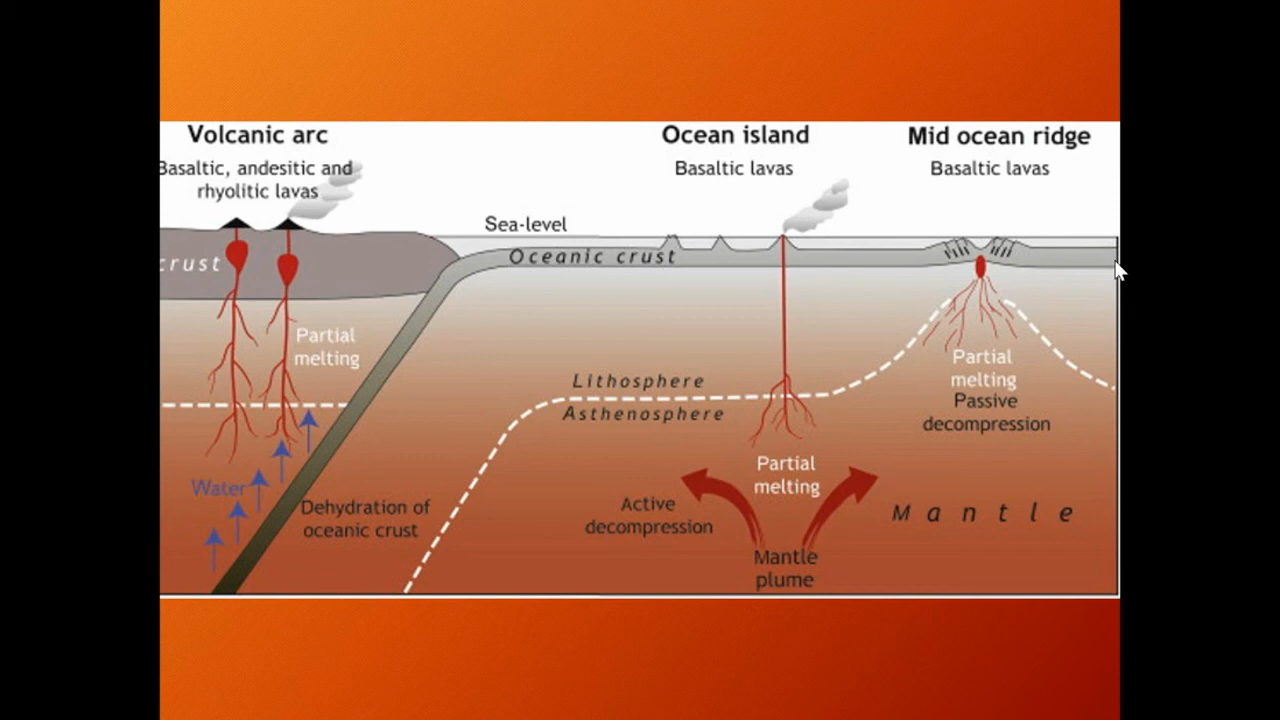 Volcanic arc
Basaltic, andesitic and
rhyolitic lavas
Ocean island
Basaltic lavas
Mid ocean ridge
Basaltic lavas
Sea-level
crust
Oceanic crust
Partial
melting
Lithosphere
Asthenosphere
Partial
melting
Passive
decompression
Water
Dehydration of
oceanic crust
Partial
melting
Active
decompression
Mantle
Mantle
plume